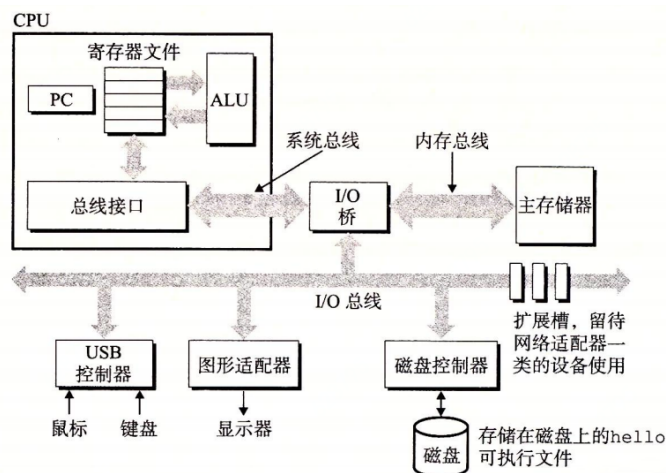 CPU
寄存器文件
PC
ALU
系统总线
内存总线
总线接口
I/O
桥
主存储器
I/O 总线
扩展槽，留待
网络适配器一
类的设备使用
USB
控制器
图形适配器
磁盘控制器
鼠标
键盘
显示器
磁盘
存储在磁盘上的hello
可执行文件